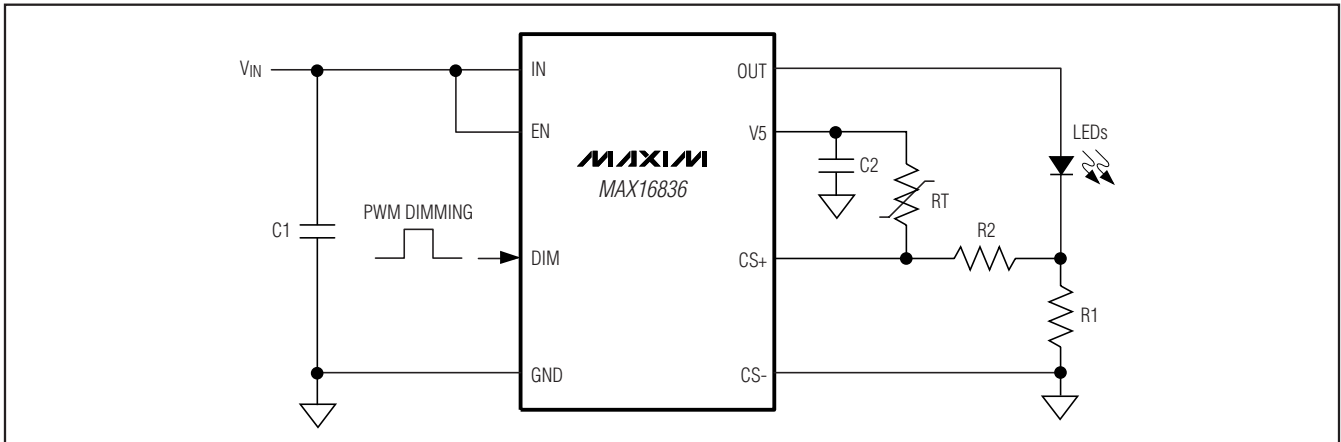 VIN
IN
OUT
EN
V5
LEDs
C2
MAXIM
MAX16836
RT
PWM DIMMING
C1
R2
DIM
CS+
R1
GND
CS-